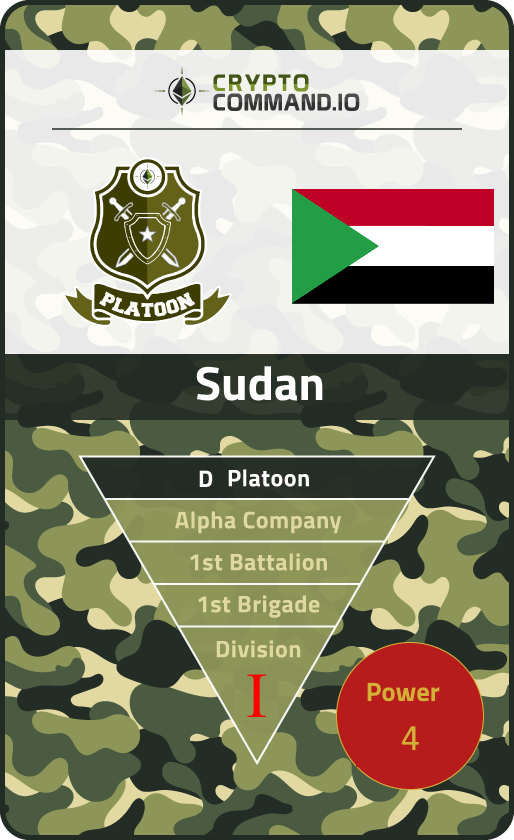 CRYPTO
COMMAND.IO
PLATOON
Sudan
D Platoon
Alpha Company
1st Battalion
1st Brigade
Division
I
Power
4